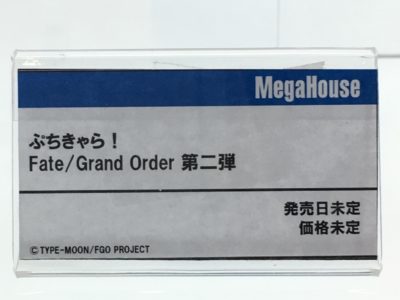 MegaHouse
ぷちきゃら！
Fate/Grand Order 第二弾
発売日未定
価格未定
©TYPE-MOON/FGO PROJECT